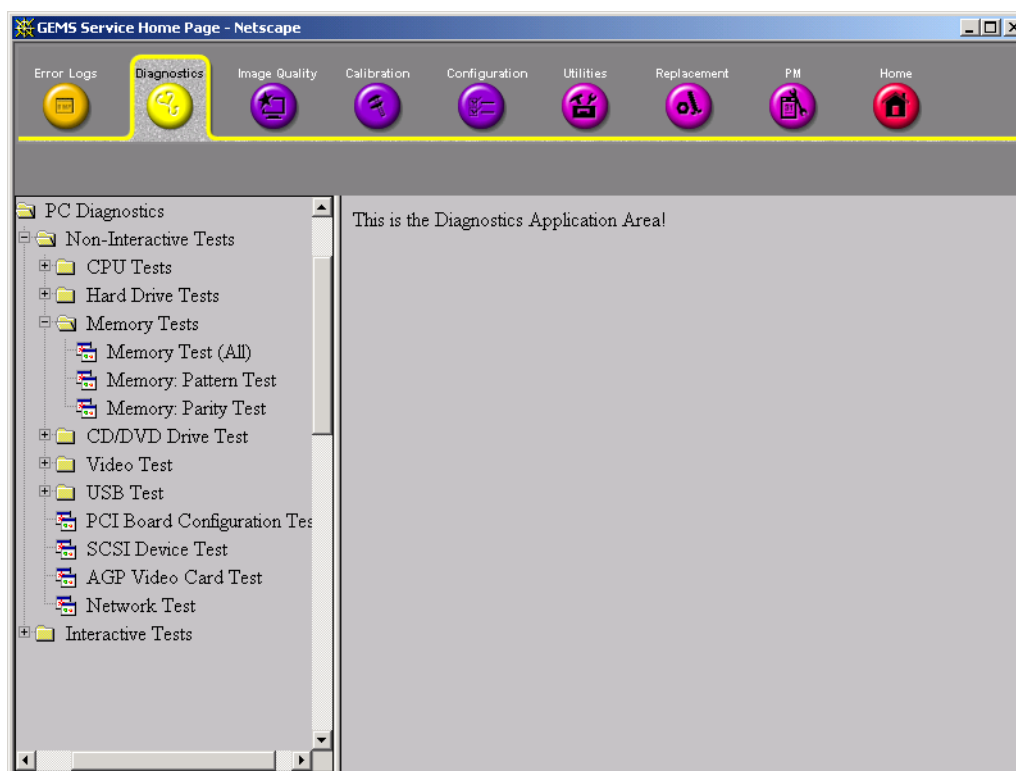 GEMS Service Home Page - Netscape
Error Logs Diagnostics Image Quality Calibration Configuration Utilities Replacement PM Home
PC Diagnostics
Non-Interactive Tests
CPU Tests
Hard Drive Tests
Memory Tests
Memory Test (All)
Memory: Pattern Test
Memory: Parity Test
CD/DVD Drive Test
Video Test
USB Test
PCI Board Configuration Tes
SCSI Device Test
AGP Video Card Test
Network Test
Interactive Tests
This is the Diagnostics Application Area!